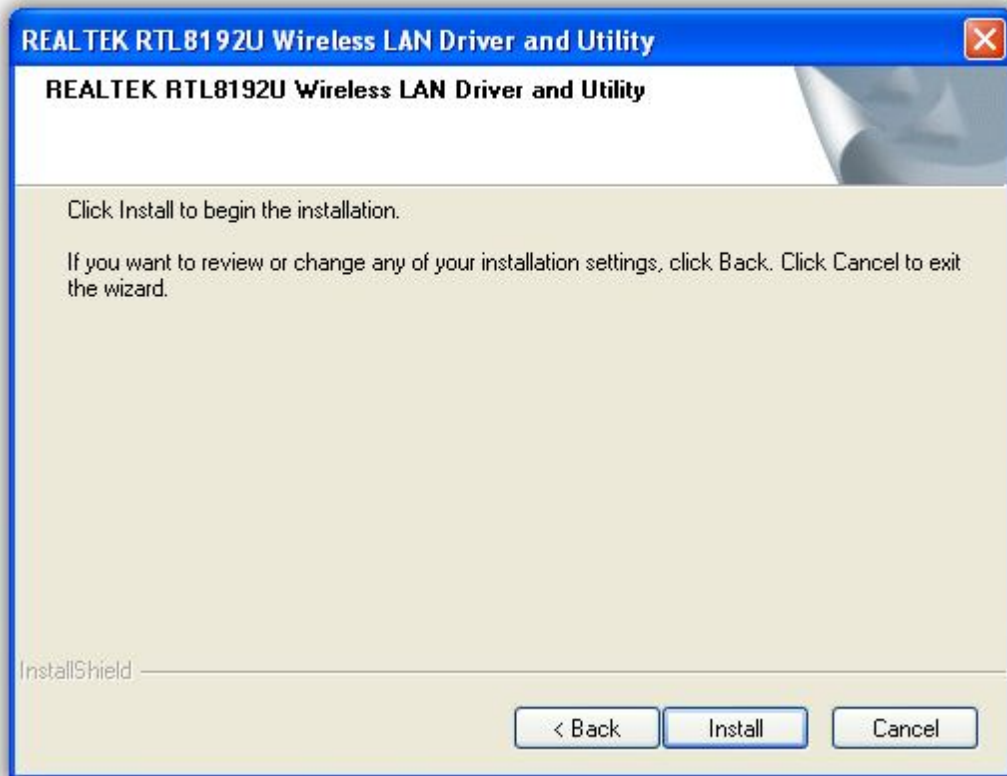 REALTEK RTL8192U Wireless LAN Driver and Utility
REALTEK RTL8192U Wireless LAN Driver and Utility
Click Install to begin the installation.
If you want to review or change any of your installation settings, click Back. Click Cancel to exit
the wizard.
InstallShield
< Back
Install
Cancel